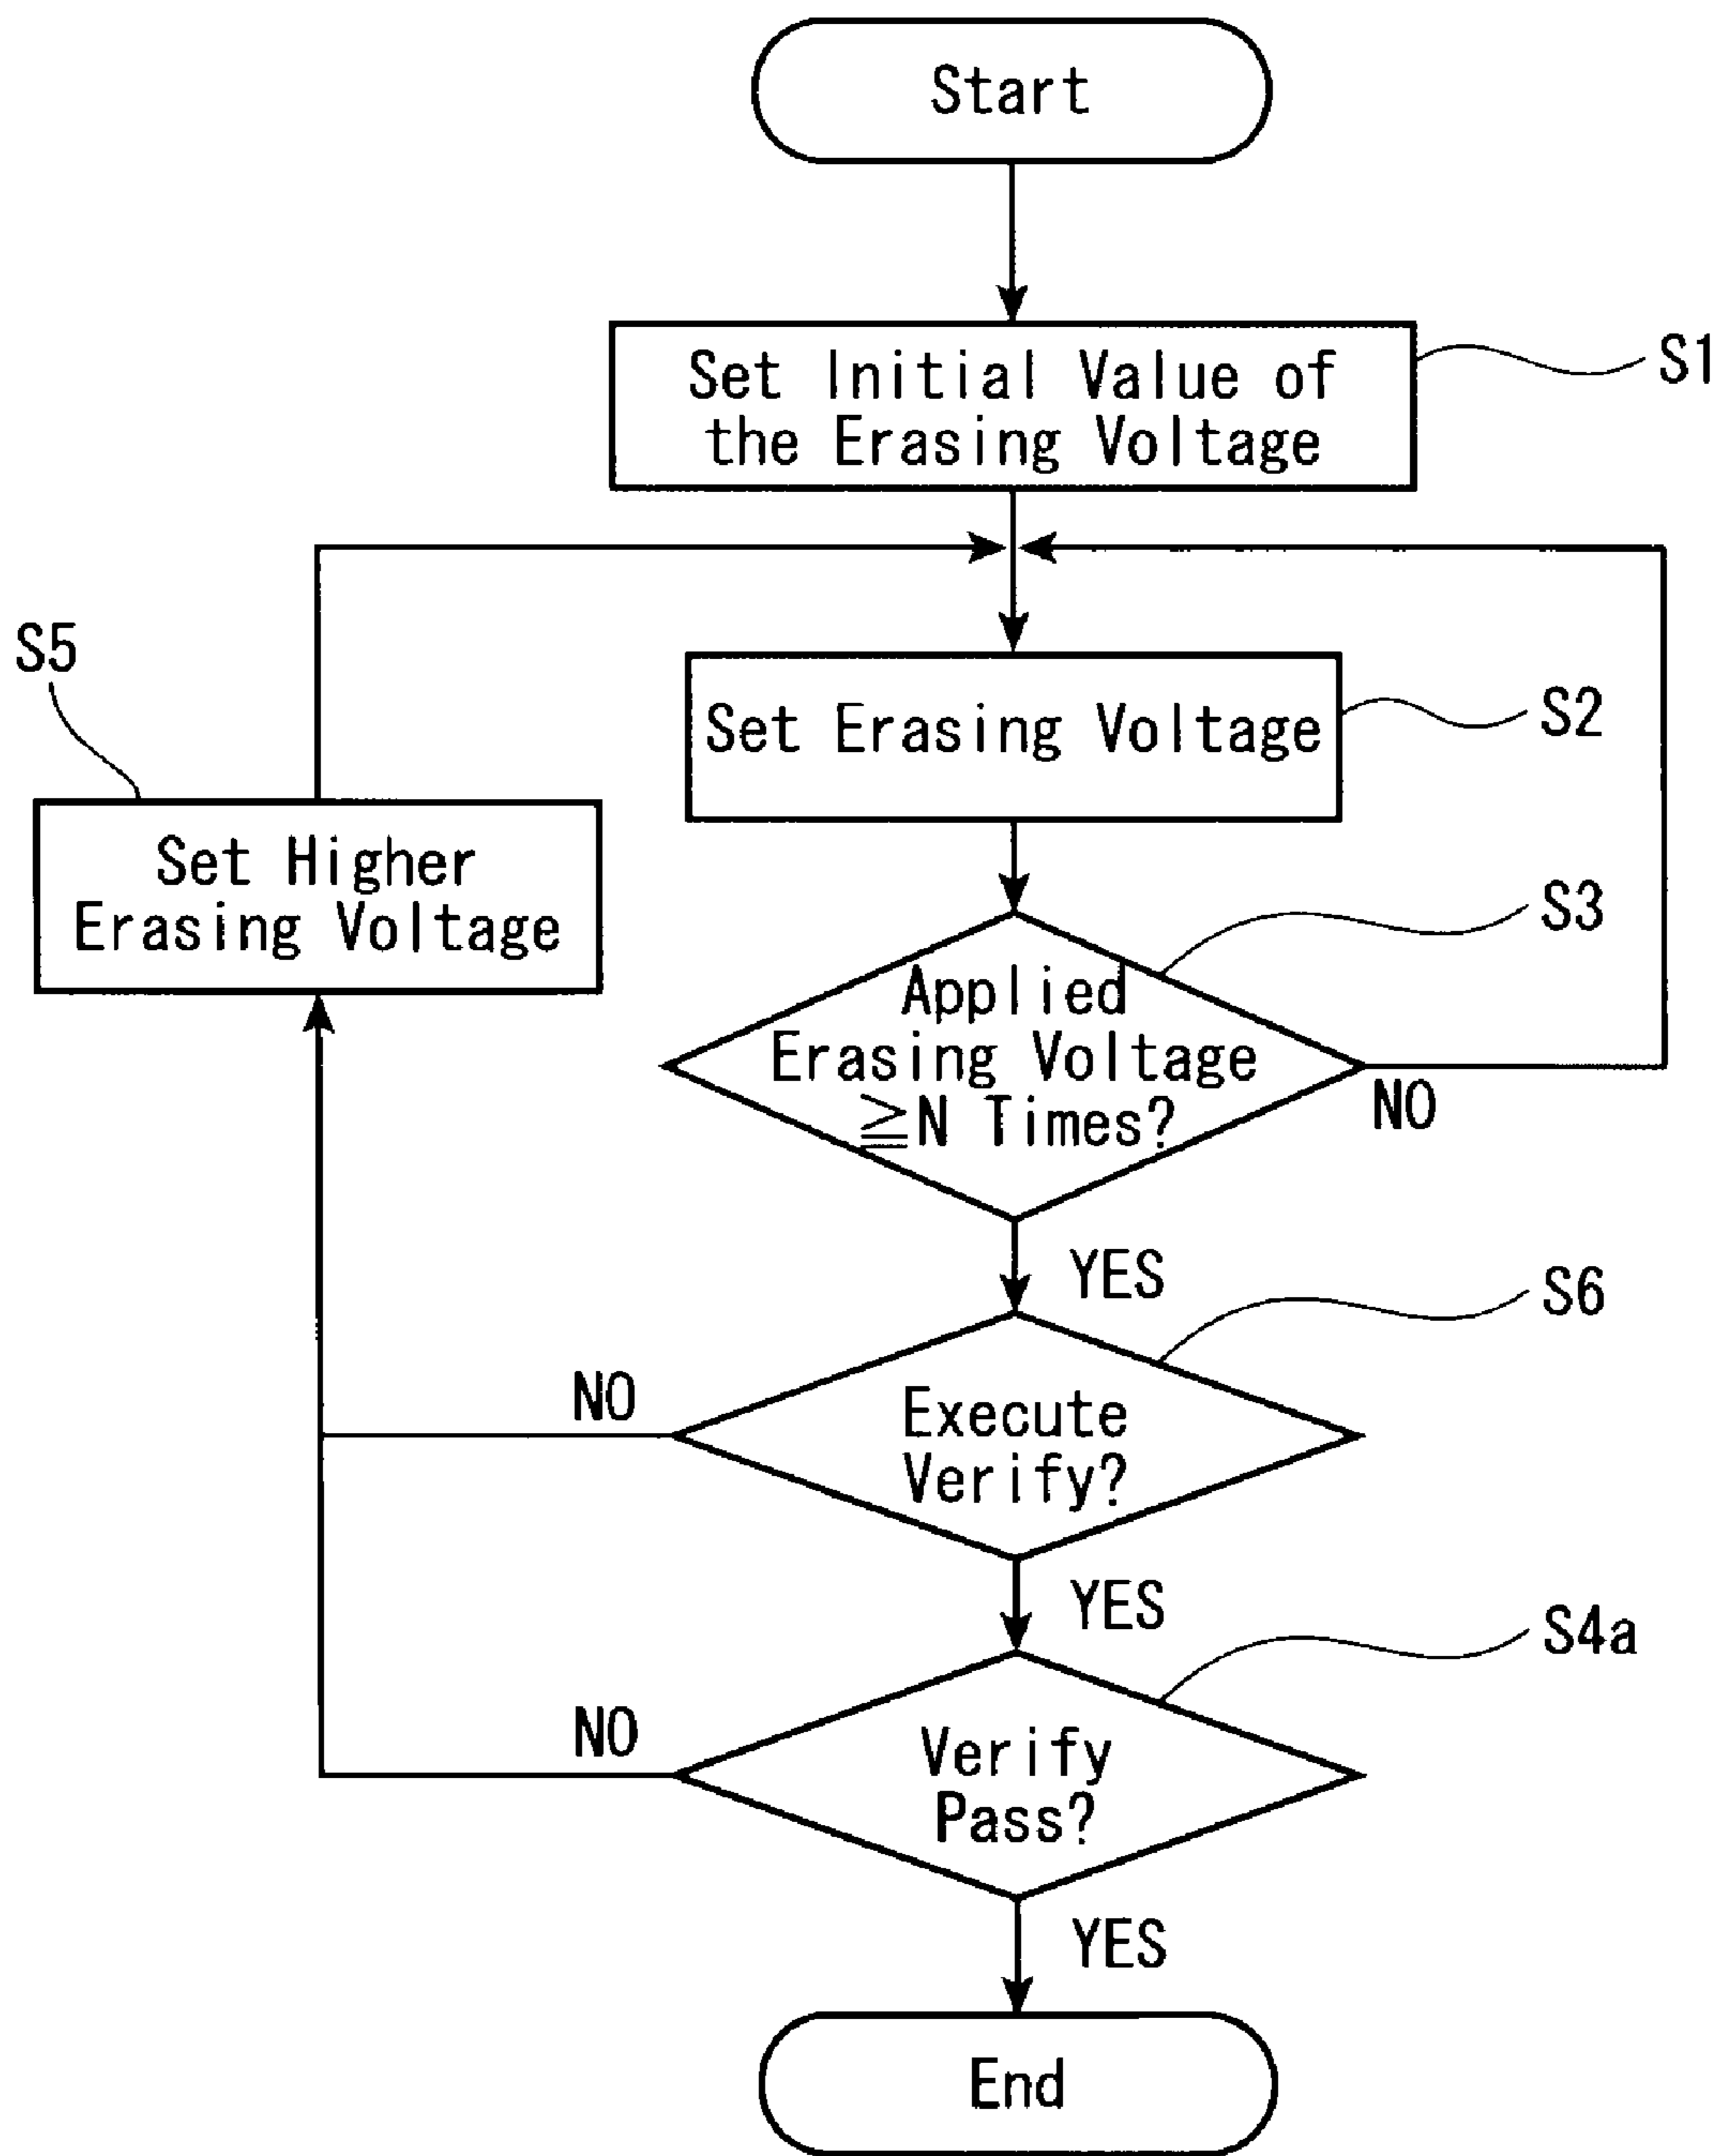 Start
Set Initial Value of
the Erasing Voltage
S1
S5
Set Erasing Voltage
S2
Set Higher
Erasing Voltage
S3
Applied
Erasing Voltage
≧N Times?
NO
YES
S6
NO
Execute
Verify?
YES
S4a
NO
Verify
Pass?
YES
End